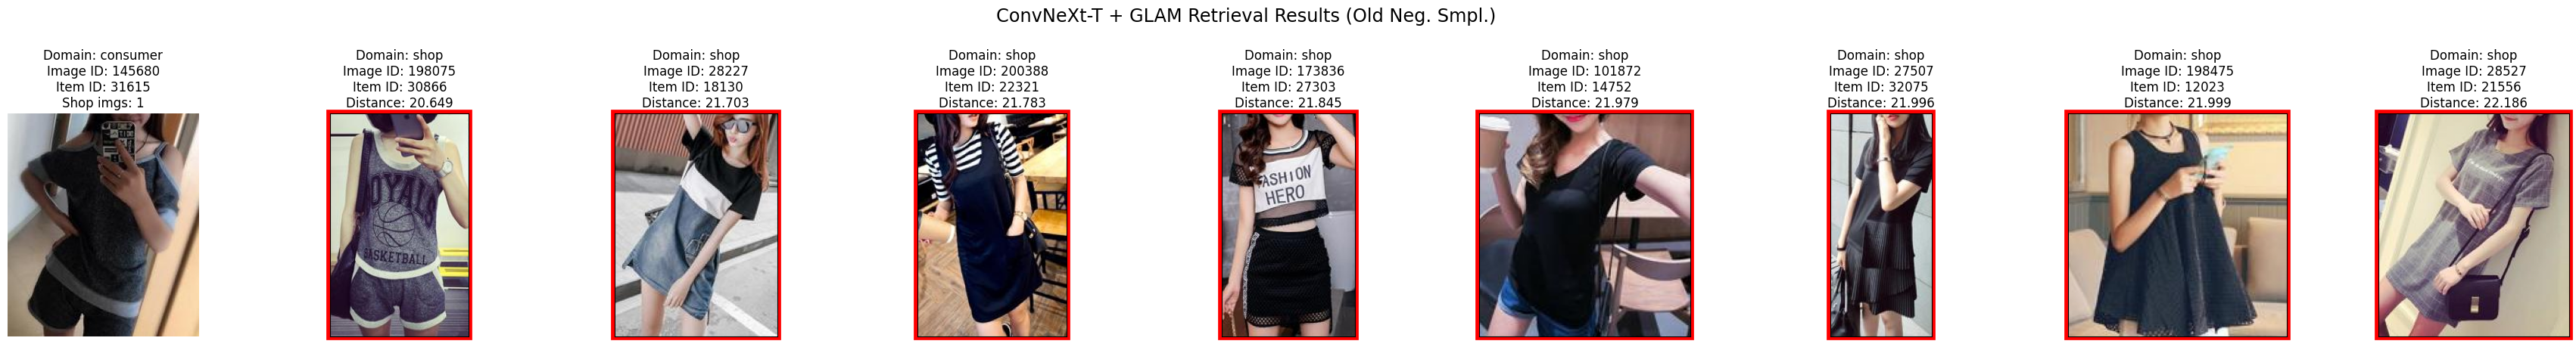 ConvNeXt-T + GLAM Retrieval Results (Old Neg. Smpl.)
Domain: consumer
Image ID: 145680
Item ID: 31615
Shop imgs: 1
Domain: shop
Image ID: 198075
Item ID: 30866
Distance: 20.649
Domain: shop
Image ID: 28227
Item ID: 18130
Distance: 21.703
Domain: shop
Image ID: 200388
Item ID: 22321
Distance: 21.783
Domain: shop
Image ID: 173836
Item ID: 27303
Distance: 21.845
Domain: shop
Image ID: 101872
Item ID: 14752
Distance: 21.979
Domain: shop
Image ID: 27507
Item ID: 32075
Distance: 21.996
Domain: shop
Image ID: 198475
Item ID: 12023
Distance: 21.999
Domain: shop
Image ID: 28527
Item ID: 21556
Distance: 22.186
BASKETBALL
FASHION
HERO